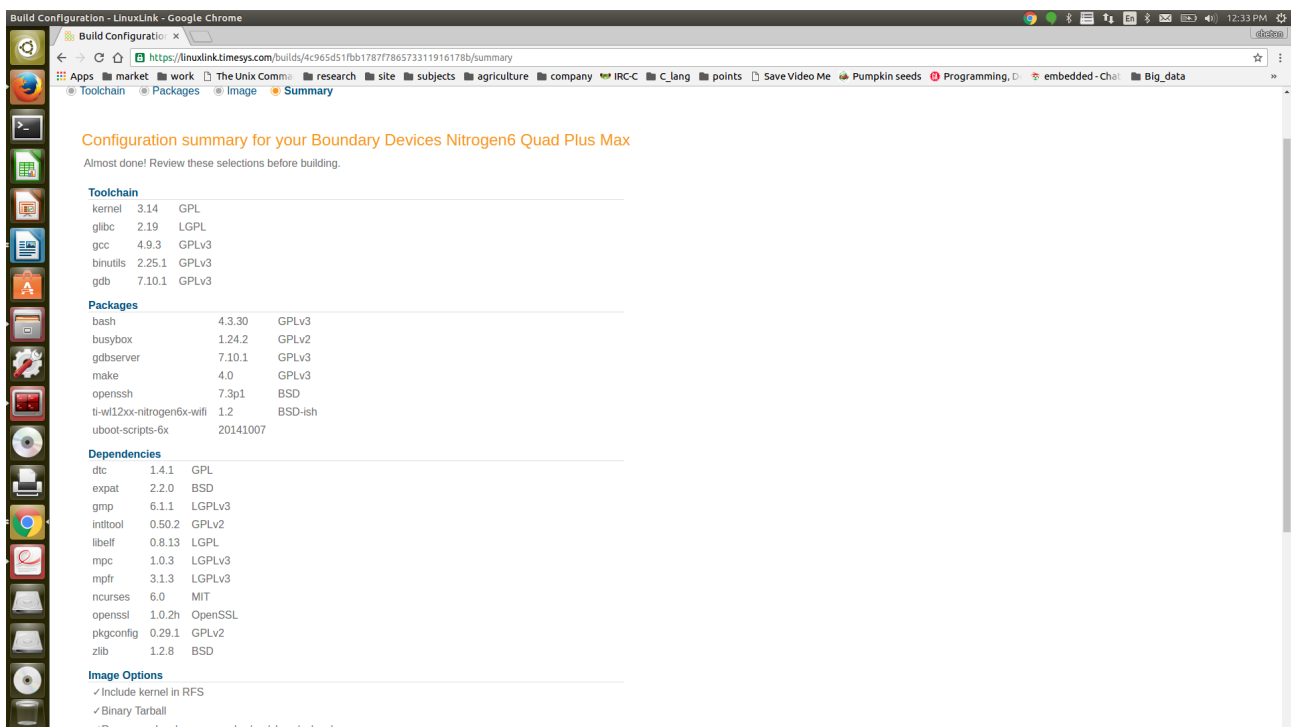 Build Configuration - LinuxLink - Google Chrome
En
12:33 PM
Build Configuration
chetan
https://linuxlink.timesys.com/builds/4c965d51fbb1787f786573311916178b/summary
Apps market work The Unix Comma research site subjects agriculture company IRC-C C_lang points Save Video Me Pumpkin seeds Programming, D embedded - Chat Big_data »
Toolchain Packages Image Summary
Configuration summary for your Boundary Devices Nitrogen6 Quad Plus Max
Almost done! Review these selections before building.
Toolchain
kernel 3.14 GPL
glibc 2.19 LGPL
gcc 4.9.3 GPLv3
binutils 2.25.1 GPLv3
gdb 7.10.1 GPLv3
Packages
bash 4.3.30 GPLv3
busybox 1.24.2 GPLv2
gdbserver 7.10.1 GPLv3
make 4.0 GPLv3
openssh 7.3p1 BSD
ti-wl12xx-nitrogen6x-wifi 1.2 BSD-ish
uboot-scripts-6x 20141007
Dependencies
dtc 1.4.1 GPL
expat 2.2.0 BSD
gmp 6.1.1 LGPLv3
intltool 0.50.2 GPLv2
libelf 0.8.13 LGPL
mpc 1.0.3 LGPLv3
mpfr 3.1.3 LGPLv3
ncurses 6.0 MIT
openssl 1.0.2h OpenSSL
pkgconfig 0.29.1 GPLv2
zlib 1.2.8 BSD
Image Options
✓Include kernel in RFS
✓Binary Tarball